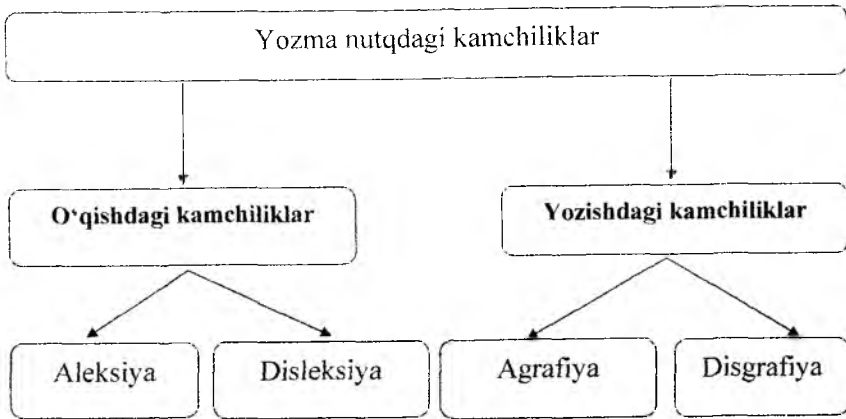 Yozma nutqdagi kamchiliklar
O‘qishdagi kamchiliklar
Yozishdagi kamchiliklar
Aleksiya
Disleksiya
Agrafiya
Disgrafiya